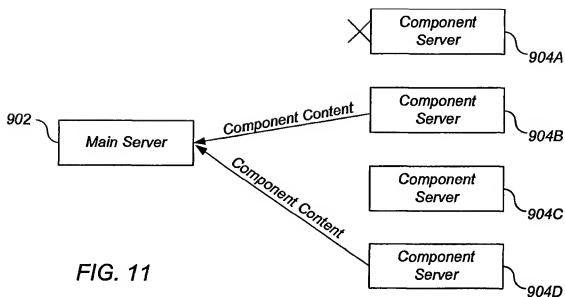 Component
Server
904A
902
Main Server
Component Content
Component
Server
904B
Component Content
Component
Server
904C
Component
Server
904D
FIG. 11